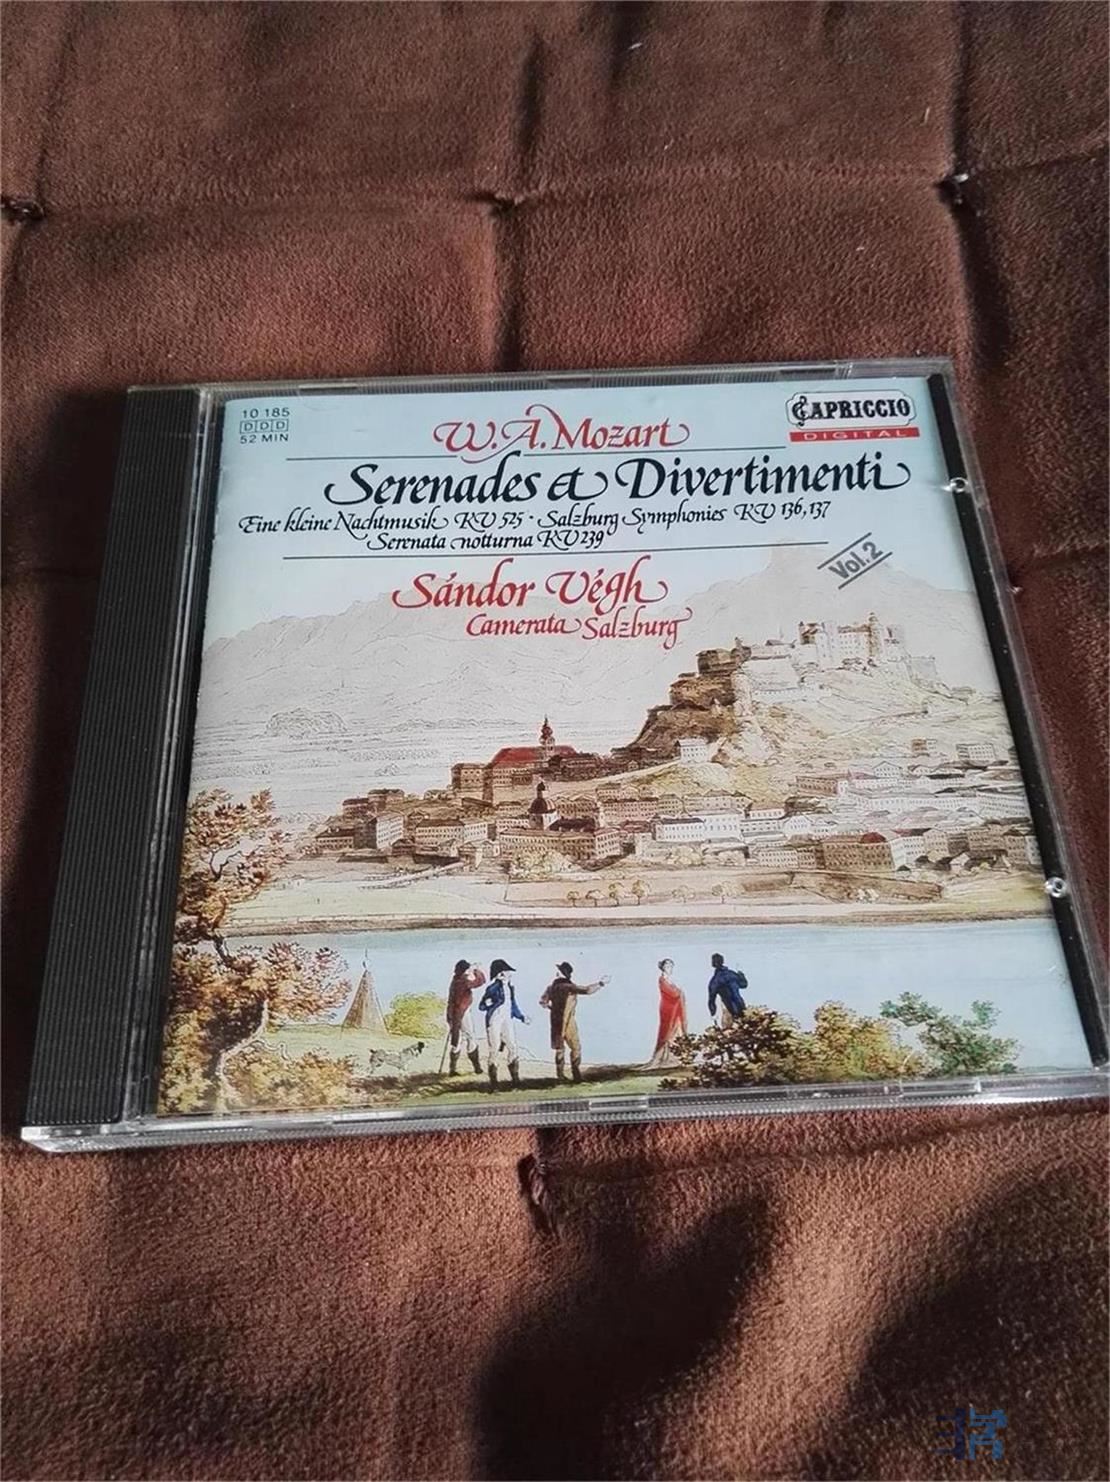 10 185
DDD
52 MIN
CAPRICCIO
DIGITAL
W.A.Mozart
Serenades et Divertimenti
Eine kleine Nachtmusik KV 525 · Salzburg Symphonies KV 136, 137
Serenata notturna KV 239
Vol.2
Sándor Végh
Camerata Salzburg